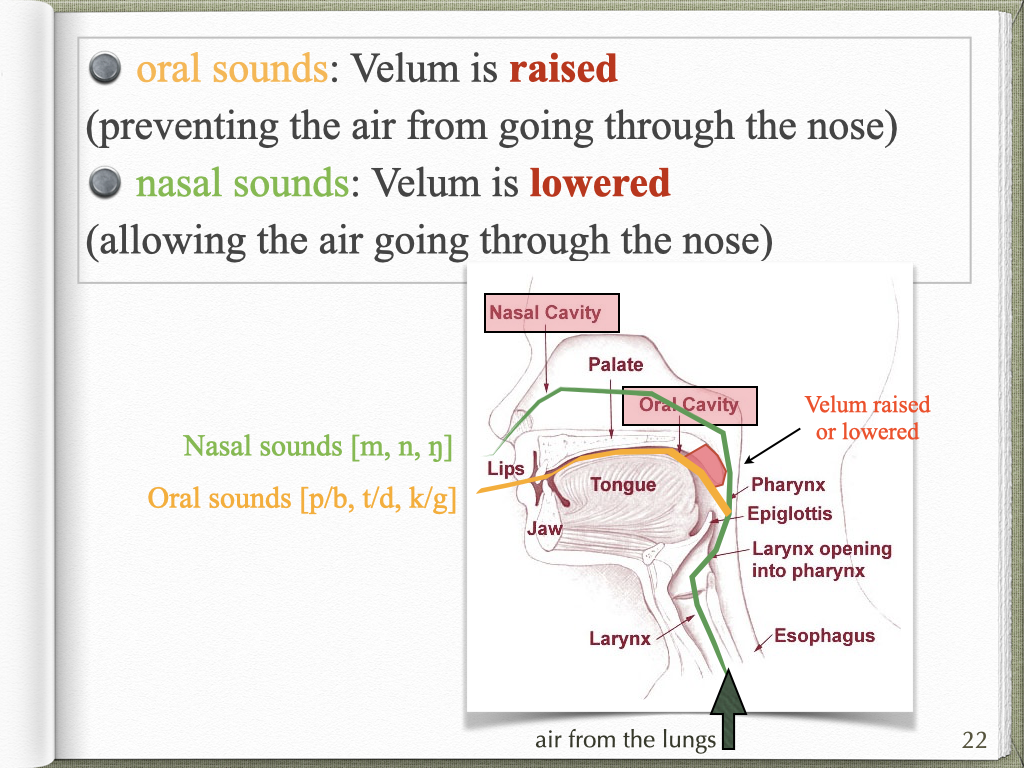 oral sounds: Velum is raised
(preventing the air from going through the nose)
nasal sounds: Velum is lowered
(allowing the air going through the nose)
Nasal Cavity
Palate
Oral Cavity
Velum raised
or lowered
Nasal sounds [m, n, ŋ]
Lips
Tongue
Pharynx
Oral sounds [p/b, t/d, k/g]
Epiglottis
Jaw
Larynx opening
into pharynx
Larynx
Esophagus
air from the lungs
22